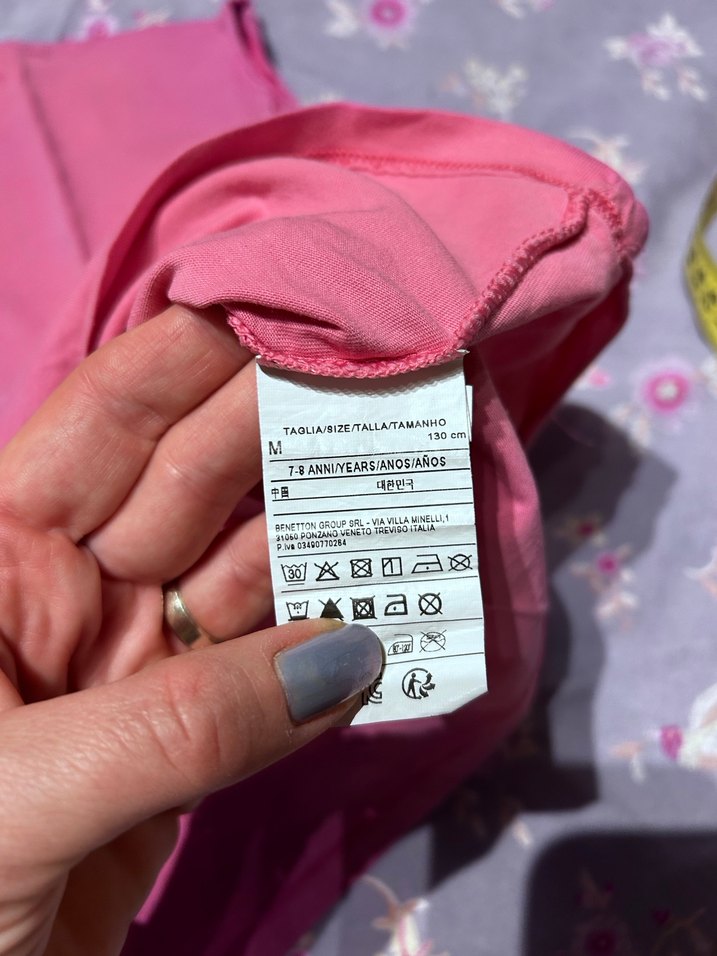 TAGLIA/SIZE/TALLA/TAMANHO
M 130 cm
7-8 ANNI/YEARS/ANOS/AÑOS
中国 대한민국
BENETTON GROUP SRL - VIA VILLA MINELLI,1
31050 PONZANO VENETO TREVISO ITALIA
P.iva 03490770264
30